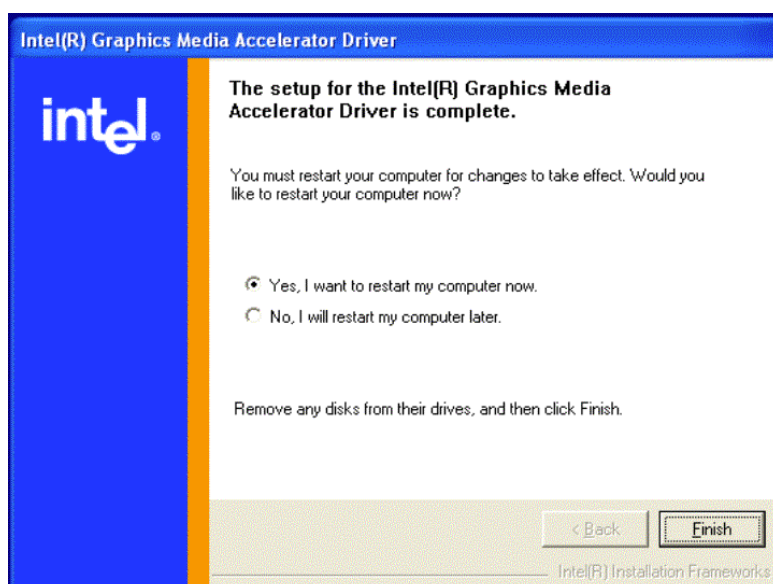 Intel(R) Graphics Media Accelerator Driver
intel.
The setup for the Intel(R) Graphics Media
Accelerator Driver is complete.
You must restart your computer for changes to take effect. Would you
like to restart your computer now?
Yes, I want to restart my computer now.
No, I will restart my computer later.
Remove any disks from their drives, and then click Finish.
< Back
Finish
Intel(R) Installation Frameworks